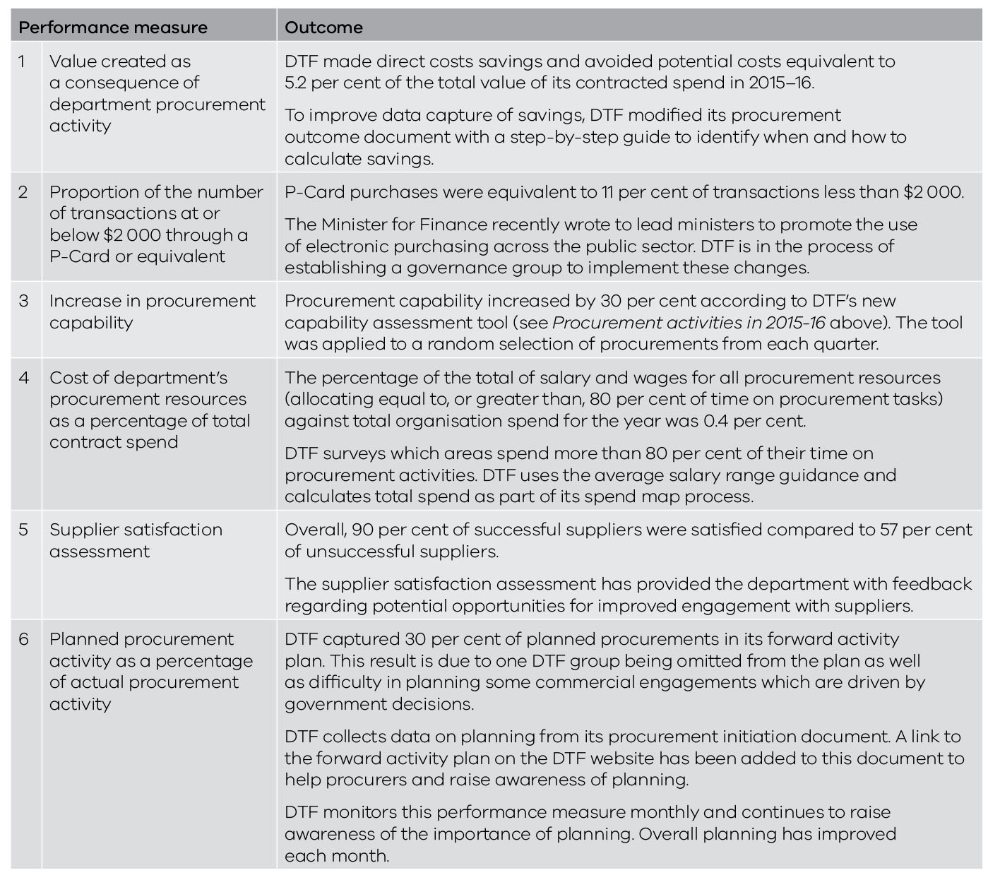 Performance measure
Outcome
1
Value created as
a consequence of
department procurement
activity
DTF made direct costs savings and avoided potential costs equivalent to
5.2 per cent of the total value of its contracted spend in 2015–16.
To improve data capture of savings, DTF modified its procurement
outcome document with a step-by-step guide to identify when and how to
calculate savings.
2
Proportion of the number
of transactions at or
below $2 000 through a
P-Card or equivalent
P-Card purchases were equivalent to 11 per cent of transactions less than $2 000.
The Minister for Finance recently wrote to lead ministers to promote the use
of electronic purchasing across the public sector. DTF is in the process of
establishing a governance group to implement these changes.
3
Increase in procurement
capability
Procurement capability increased by 30 per cent according to DTF’s new
capability assessment tool (see Procurement activities in 2015-16 above). The tool
was applied to a random selection of procurements from each quarter.
4
Cost of department’s
procurement resources
as a percentage of total
contract spend
The percentage of the total of salary and wages for all procurement resources
(allocating equal to, or greater than, 80 per cent of time on procurement tasks)
against total organisation spend for the year was 0.4 per cent.
DTF surveys which areas spend more than 80 per cent of their time on
procurement activities. DTF uses the average salary range guidance and
calculates total spend as part of its spend map process.
5
Supplier satisfaction
assessment
Overall, 90 per cent of successful suppliers were satisfied compared to 57 per cent
of unsuccessful suppliers.
The supplier satisfaction assessment has provided the department with feedback
regarding potential opportunities for improved engagement with suppliers.
6
Planned procurement
activity as a percentage
of actual procurement
activity
DTF captured 30 per cent of planned procurements in its forward activity
plan. This result is due to one DTF group being omitted from the plan as well
as difficulty in planning some commercial engagements which are driven by
government decisions.
DTF collects data on planning from its procurement initiation document. A link to
the forward activity plan on the DTF website has been added to this document to
help procurers and raise awareness of planning.
DTF monitors this performance measure monthly and continues to raise
awareness of the importance of planning. Overall planning has improved
each month.